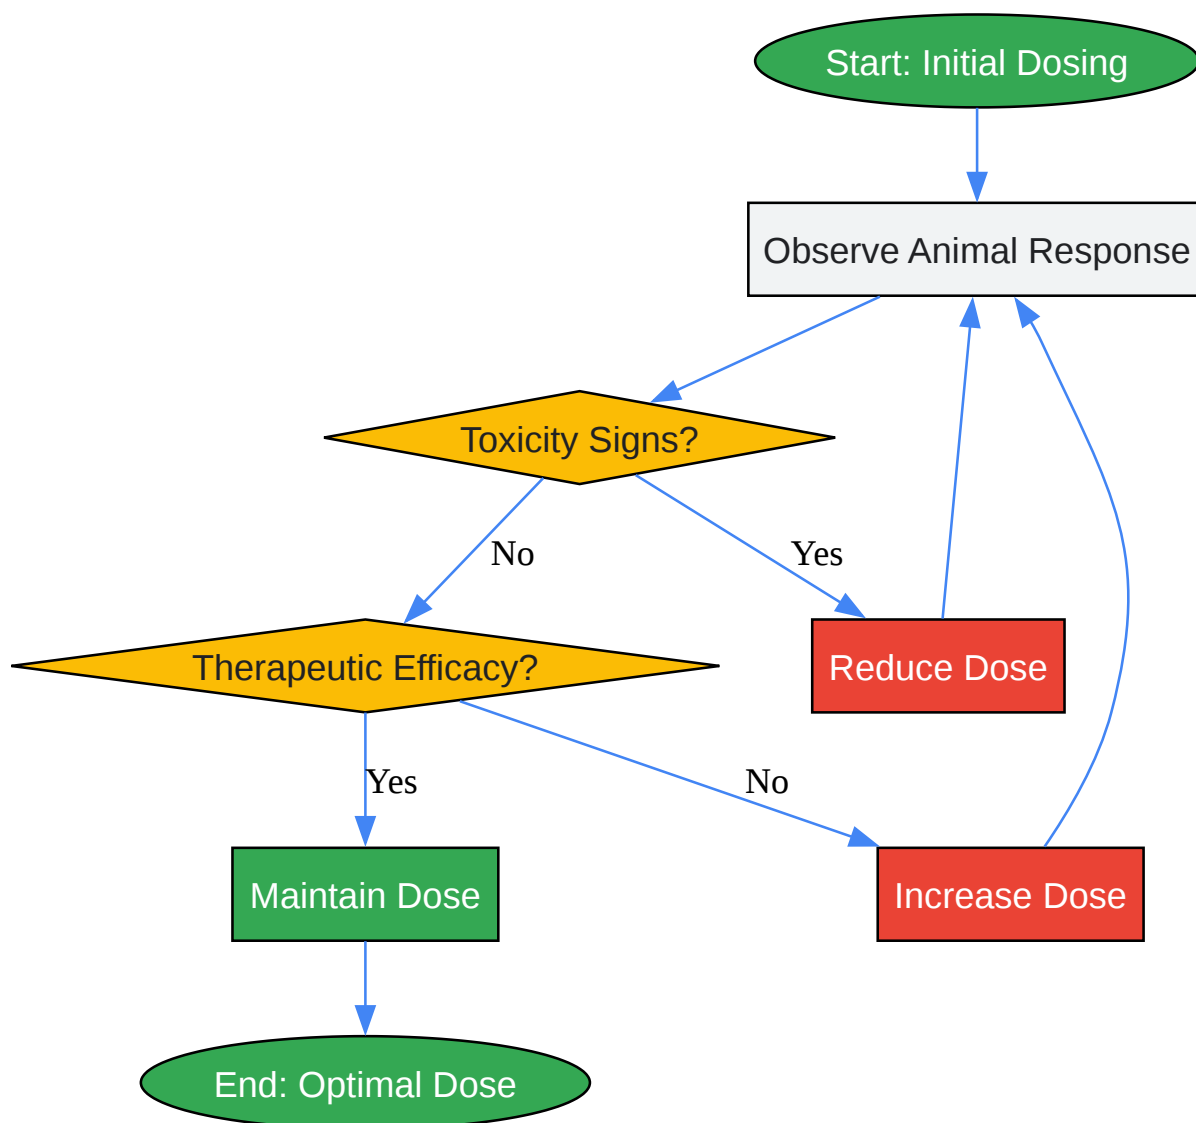 Start: Initial Dosing
Observe Animal Response
Toxicity Signs?
No
Yes
Therapeutic Efficacy?
Reduce Dose
Yes
No
Maintain Dose
Increase Dose
End: Optimal Dose